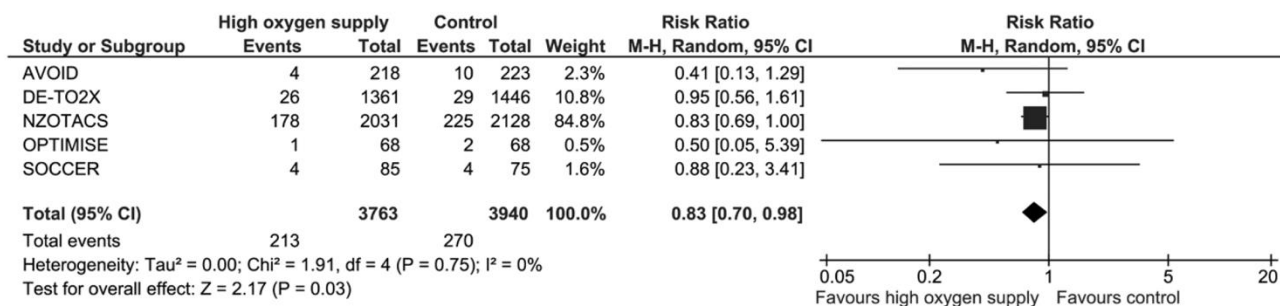 High oxygen supply Control Risk Ratio Risk Ratio
Study or Subgroup Events Total Events Total Weight M-H, Random, 95% CI M-H, Random, 95% CI
AVOID 4 218 10 223 2.3% 0.41 [0.13, 1.29]
DE-TO2X 26 1361 29 1446 10.8% 0.95 [0.56, 1.61]
NZOTACS 178 2031 225 2128 84.8% 0.83 [0.69, 1.00]
OPTIMISE 1 68 2 68 0.5% 0.50 [0.05, 5.39]
SOCCER 4 85 4 75 1.6% 0.88 [0.23, 3.41]
Total (95% CI) 3763 3940 100.0% 0.83 [0.70, 0.98]
Total events 213 270
Heterogeneity: Tau² = 0.00; Chi² = 1.91, df = 4 (P = 0.75); I² = 0%
Test for overall effect: Z = 2.17 (P = 0.03)
0.05 0.2 1 5 20
Favours high oxygen supply Favours control